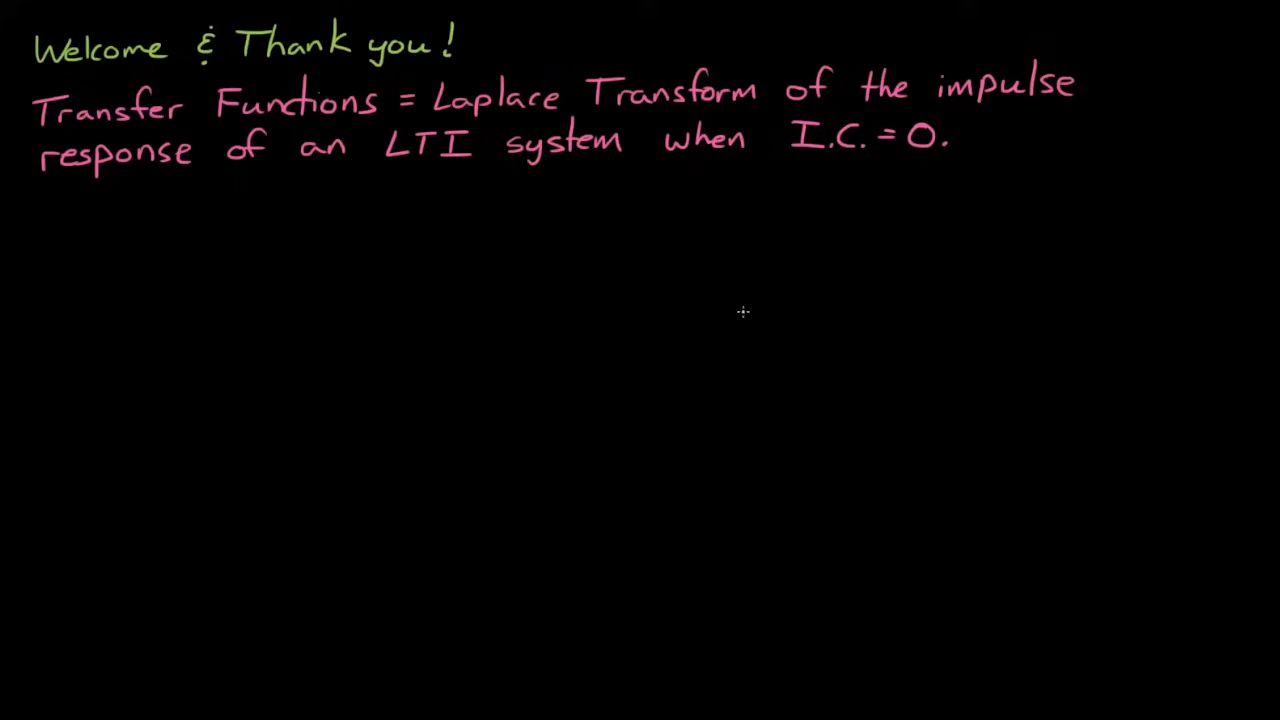 Welcome & Thank you!
Transfer Functions = Laplace Transform of the impulse
response of an LTI system when I.C. = 0.